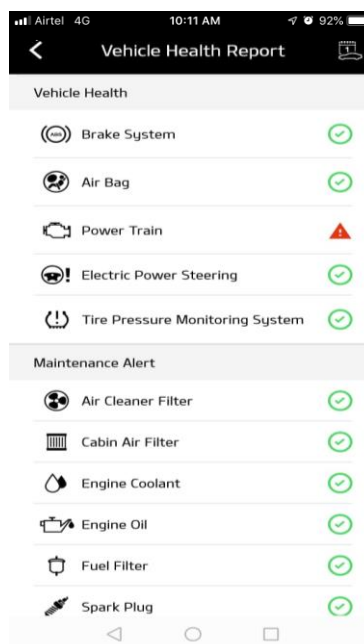 Airtel 4G 10:11 AM 92%
Vehicle Health Report
1
Vehicle Health
ABS Brake System
Air Bag
Power Train
Electric Power Steering
Tire Pressure Monitoring System
Maintenance Alert
Air Cleaner Filter
Cabin Air Filter
Engine Coolant
Engine Oil
Fuel Filter
Spark Plug